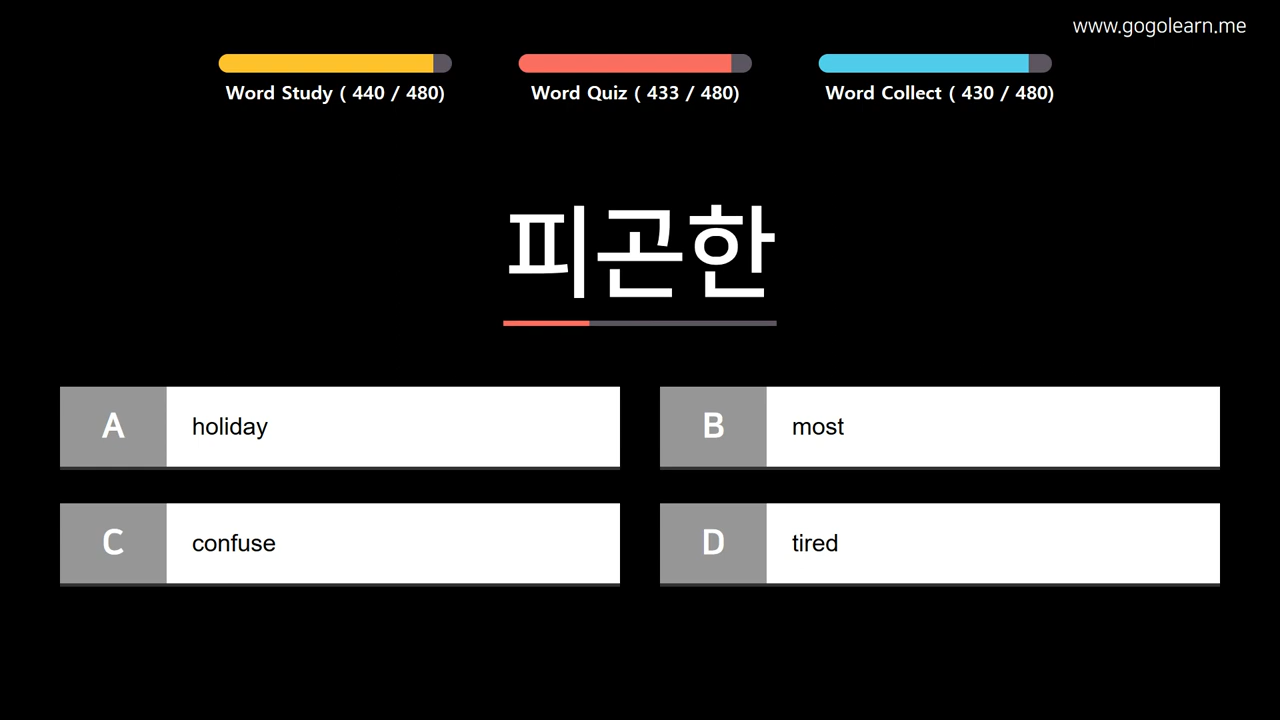 www.gogolearn.me
Word Study ( 440 / 480)
Word Quiz ( 433 / 480)
Word Collect ( 430 / 480)
피곤한
A holiday
B most
C confuse
D tired